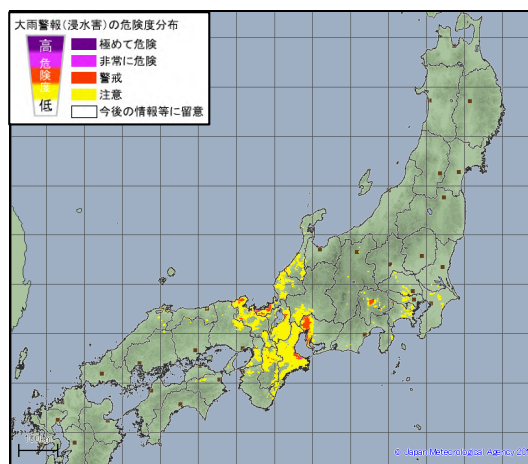 大雨警報(浸水害)の危険度分布
高
危険度
低
極めて危険
非常に危険
警戒
注意
今後の情報等に留意
100km
© Japan Meteorological Agency 20